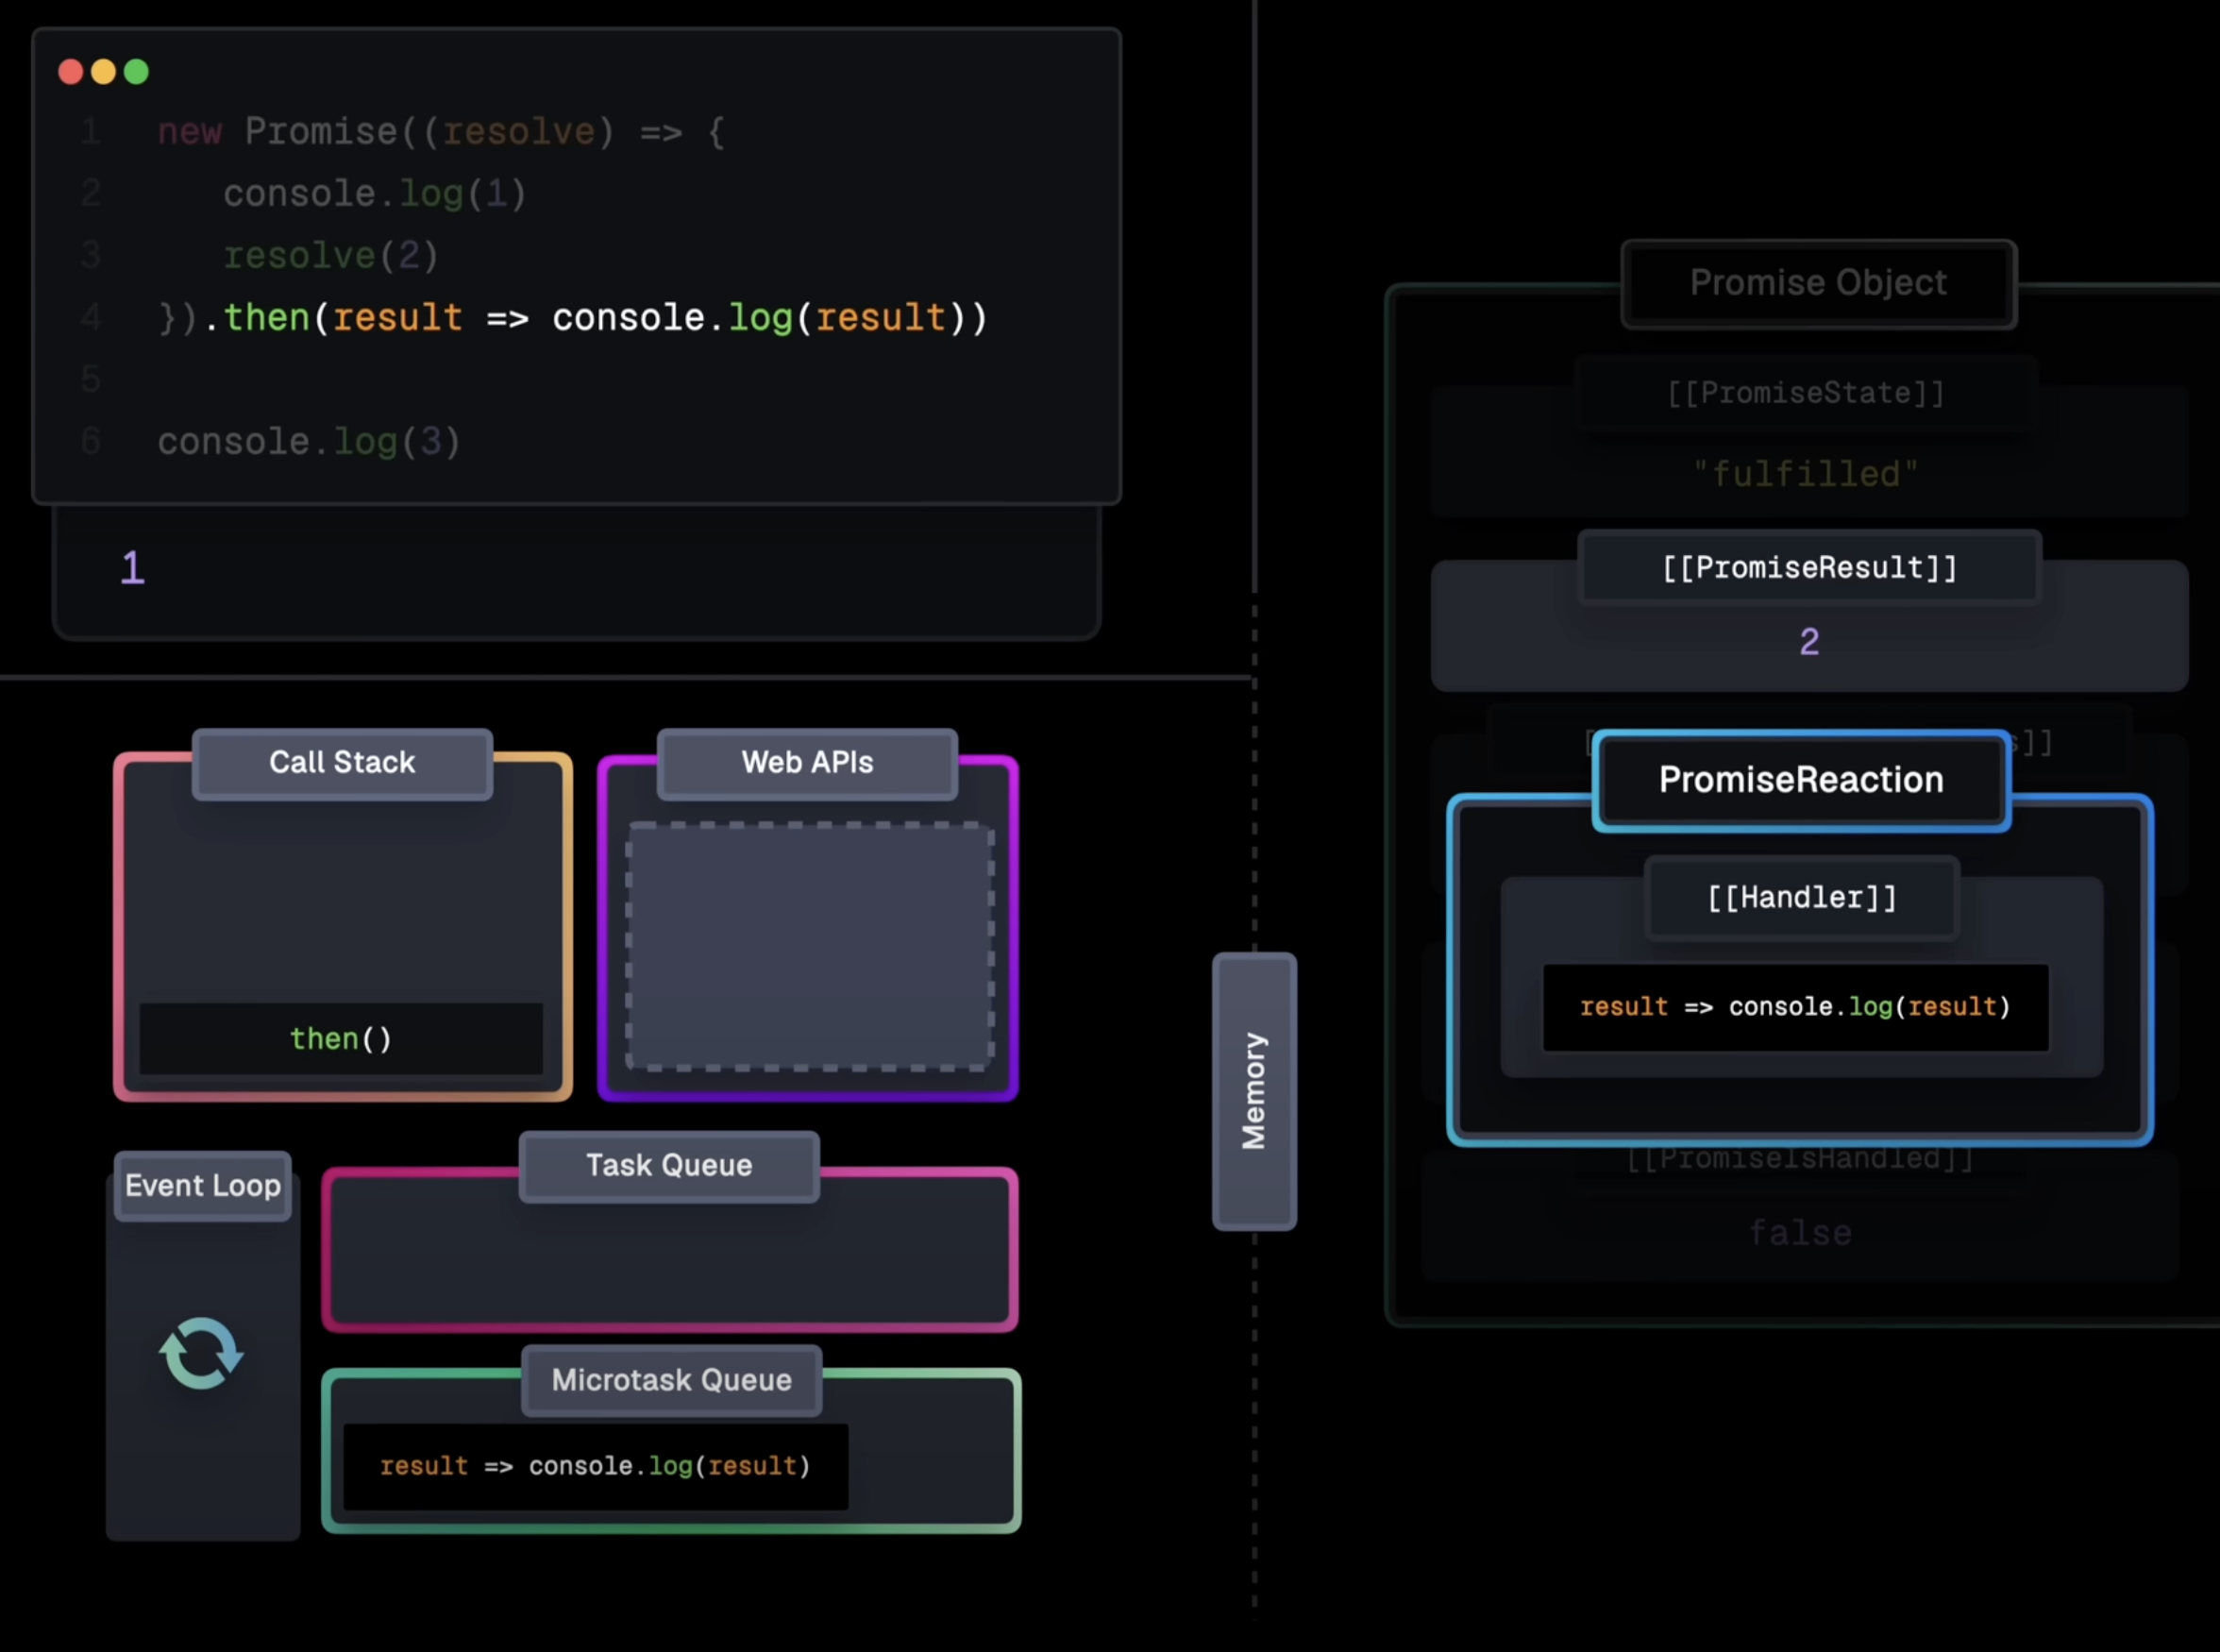 1 new Promise((resolve) => {
2 console.log(1)
3 resolve(2)
4 }).then(result => console.log(result))
5
6 console.log(3)
1
Call Stack
then()
Web APIs
Event Loop
Task Queue
Microtask Queue
result => console.log(result)
Memory
Promise Object
[[PromiseState]]
"fulfilled"
[[PromiseResult]]
2
PromiseReaction
[[Handler]]
result => console.log(result)
[[PromiseIsHandled]]
false